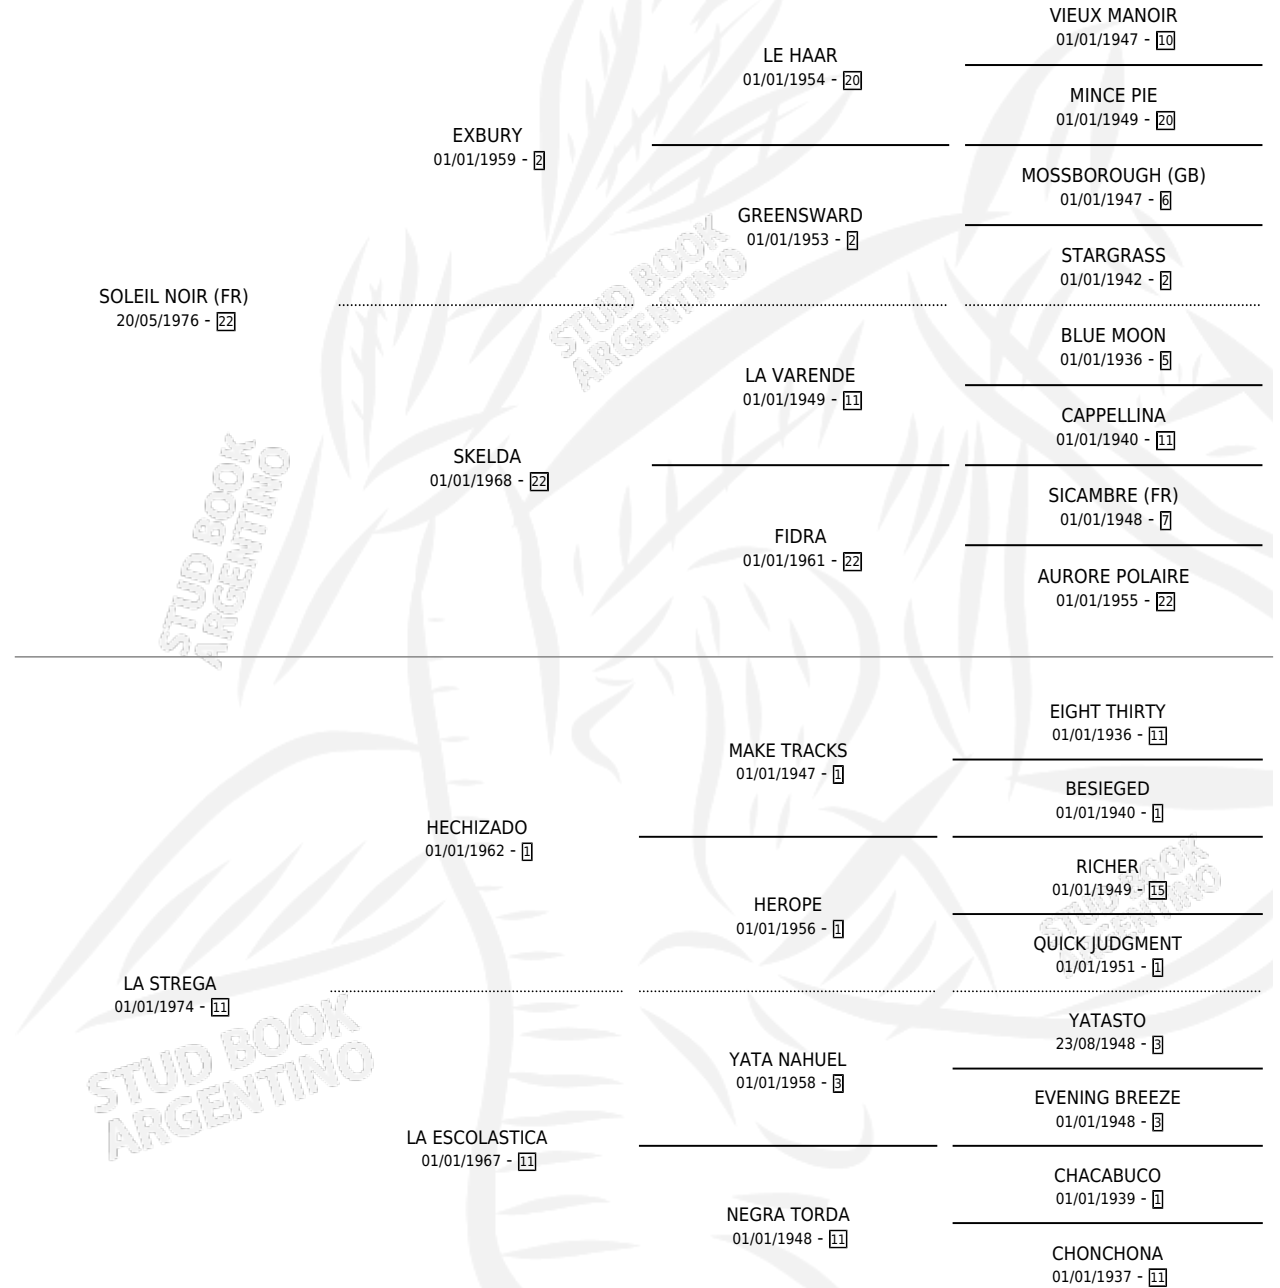 VIEUX MANOIR
01/01/1947 - 10
LE HAAR
01/01/1954 - 20
MINCE PIE
01/01/1949 - 20
EXBURY
01/01/1959 - 2
MOSSBOROUGH (GB)
01/01/1947 - 6
GREENSWARD
01/01/1953 - 2
STARGRASS
01/01/1942 - 2
SOLEIL NOIR (FR)
20/05/1976 - 22
BLUE MOON
01/01/1936 - 5
LA VARENDE
01/01/1949 - 11
CAPPELLINA
01/01/1940 - 11
SKELDA
01/01/1968 - 22
SICAMBRE (FR)
01/01/1948 - 7
FIDRA
01/01/1961 - 22
AURORE POLAIRE
01/01/1955 - 22
EIGHT THIRTY
01/01/1936 - 11
MAKE TRACKS
01/01/1947 - 1
BESIEGED
01/01/1940 - 1
HECHIZADO
01/01/1962 - 1
RICHER
01/01/1949 - 15
HEROPE
01/01/1956 - 1
QUICK JUDGMENT
01/01/1951 - 1
LA STREGA
01/01/1974 - 11
YATASTO
23/08/1948 - 3
YATA NAHUEL
01/01/1958 - 3
EVENING BREEZE
01/01/1948 - 3
LA ESCOLASTICA
01/01/1967 - 11
CHACABUCO
01/01/1939 - 1
NEGRA TORDA
01/01/1948 - 11
CHONCHONA
01/01/1937 - 11
STUD BOOK
ARGENTINO
STUD BOOK
ARGENTINO
STUD BOOK
ARGENTINO
STUD BOOK
ARGENTINO